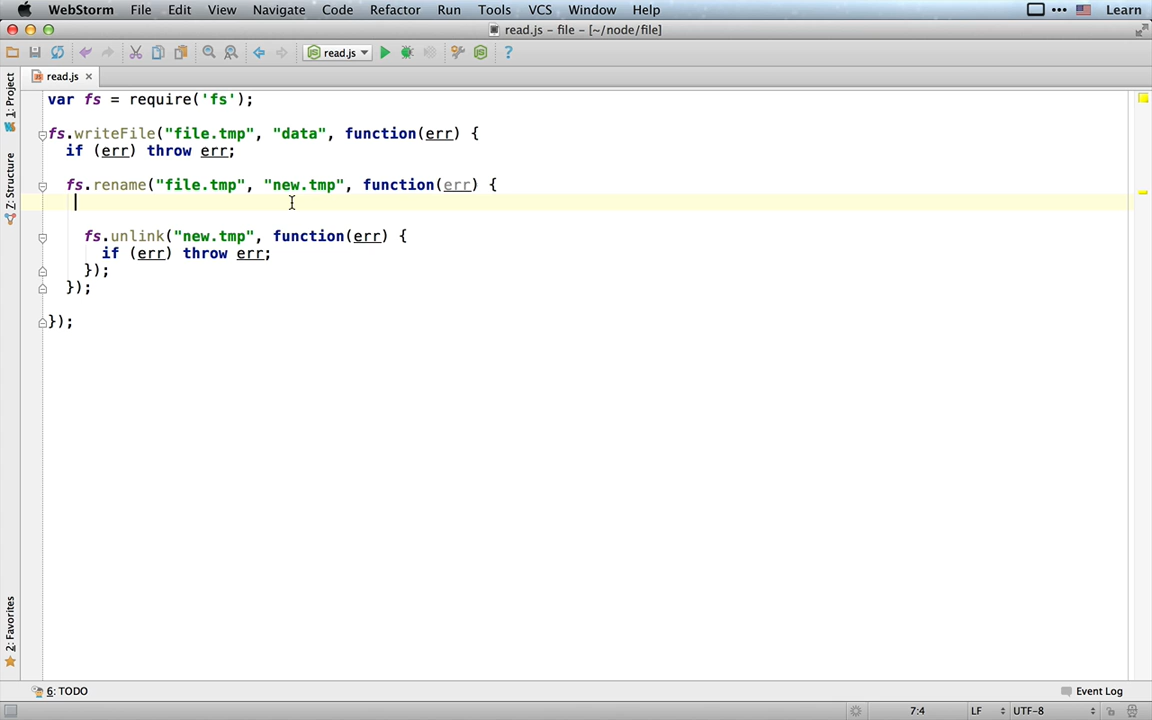 WebStorm File Edit View Navigate Code Refactor Run Tools VCS Window Help Learn
read.js – file – [~/node/file]
read.js
read.js
1: Project
Z: Structure
2: Favorites
var fs = require('fs');
fs.writeFile("file.tmp", "data", function(err) {
if (err) throw err;
fs.rename("file.tmp", "new.tmp", function(err) {
fs.unlink("new.tmp", function(err) {
if (err) throw err;
});
});
});
6: TODO Event Log
7:4 LF UTF-8